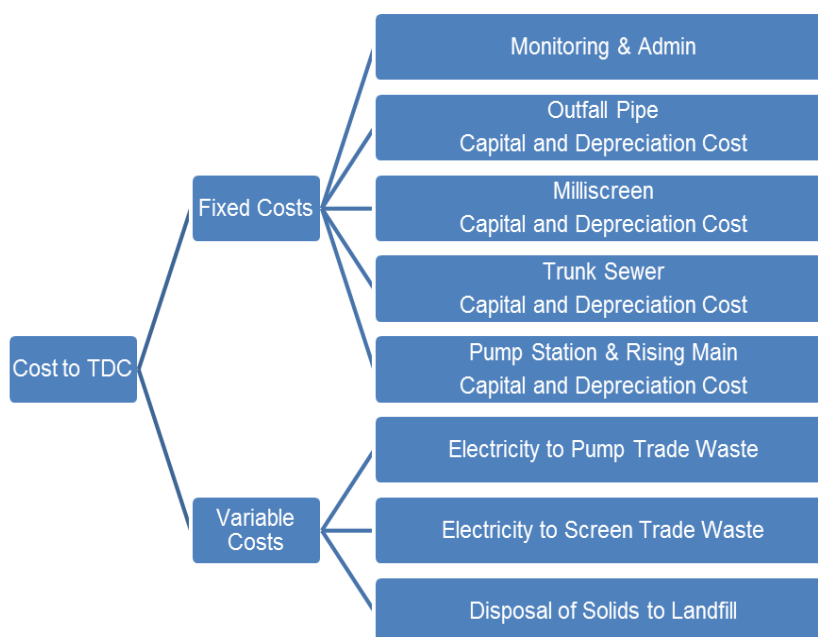 Monitoring & Admin
Outfall Pipe
Capital and Depreciation Cost
Fixed Costs
Milliscreen
Capital and Depreciation Cost
Trunk Sewer
Capital and Depreciation Cost
Cost to TDC
Pump Station & Rising Main
Capital and Depreciation Cost
Electricity to Pump Trade Waste
Variable
Costs
Electricity to Screen Trade Waste
Disposal of Solids to Landfill